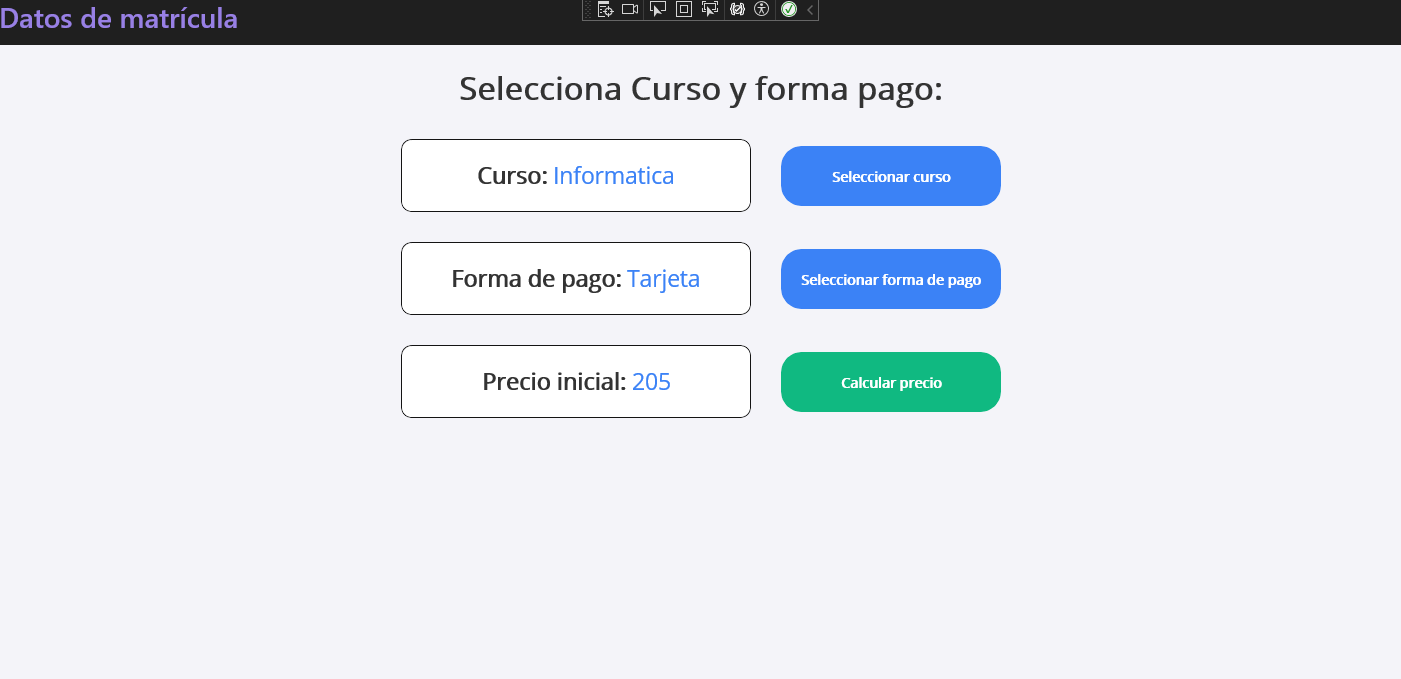 Datos de matrícula
Selecciona Curso y forma pago:
Curso: Informatica
Seleccionar curso
Forma de pago: Tarjeta
Seleccionar forma de pago
Precio inicial: 205
Calcular precio